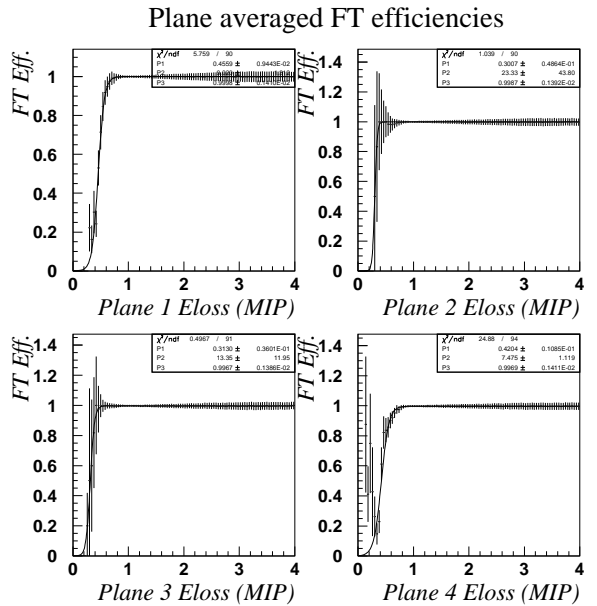 Plane averaged FT efficiencies
FT Eff.
χ²/ndf 5.759 / 90
P1 0.4559 ± 0.9443E-02
P2
P3 0.9998 ± 0.1410E-02
1
0.8
0.6
0.4
0.2
0
0 1 2 3 4
Plane 1 Eloss (MIP)
FT Eff.
χ²/ndf 1.039 / 90
P1 0.3007 ± 0.4864E-01
P2 23.33 ± 43.80
P3 0.9987 ± 0.1392E-02
1.4
1.2
1
0.8
0.6
0.4
0.2
0
0 1 2 3 4
Plane 2 Eloss (MIP)
FT Eff.
χ²/ndf 0.4967 / 91
P1 0.3130 ± 0.3601E-01
P2 13.35 ± 11.95
P3 0.9967 ± 0.1386E-02
1.4
1.2
1
0.8
0.6
0.4
0.2
0
0 1 2 3 4
Plane 3 Eloss (MIP)
FT Eff.
χ²/ndf 24.88 / 94
P1 0.4204 ± 0.1085E-01
P2 7.475 ± 1.119
P3 0.9969 ± 0.1411E-02
1.4
1.2
1
0.8
0.6
0.4
0.2
0
0 1 2 3 4
Plane 4 Eloss (MIP)